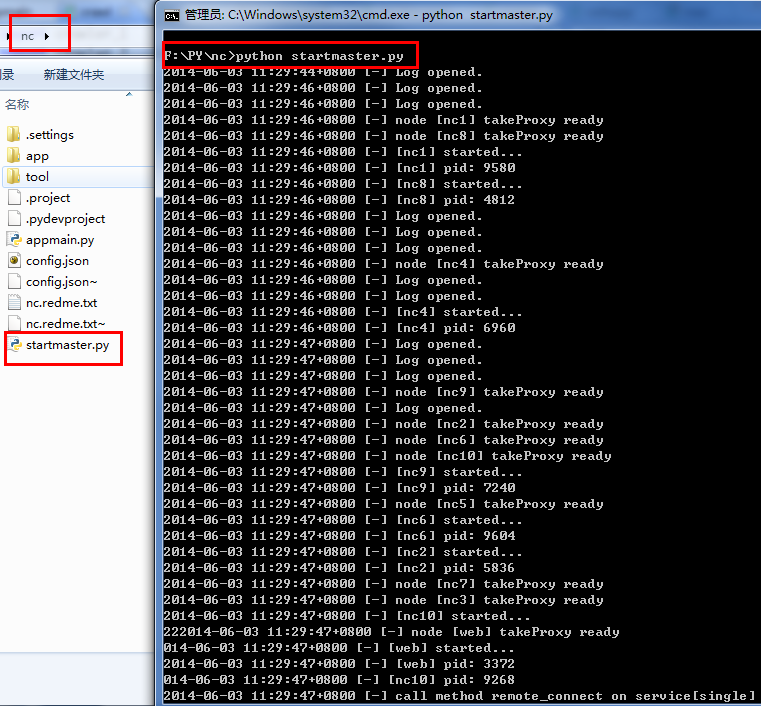 nc
录
新建文件夹
名称
.settings
app
tool
.project
.pydevproject
appmain.py
config.json
config.json~
nc.redme.txt
nc.redme.txt~
startmaster.py
管理员: C:\Windows\system32\cmd.exe - python startmaster.py
F:\PY\nc>python startmaster.py
2014-06-03 11:29:44+0800 [-] Log opened.
2014-06-03 11:29:46+0800 [-] Log opened.
2014-06-03 11:29:46+0800 [-] Log opened.
2014-06-03 11:29:46+0800 [-] node [nc1] takeProxy ready
2014-06-03 11:29:46+0800 [-] node [nc8] takeProxy ready
2014-06-03 11:29:46+0800 [-] [nc1] started...
2014-06-03 11:29:46+0800 [-] [nc1] pid: 9580
2014-06-03 11:29:46+0800 [-] [nc8] started...
2014-06-03 11:29:46+0800 [-] [nc8] pid: 4812
2014-06-03 11:29:46+0800 [-] Log opened.
2014-06-03 11:29:46+0800 [-] Log opened.
2014-06-03 11:29:46+0800 [-] Log opened.
2014-06-03 11:29:46+0800 [-] node [nc4] takeProxy ready
2014-06-03 11:29:46+0800 [-] Log opened.
2014-06-03 11:29:46+0800 [-] Log opened.
2014-06-03 11:29:46+0800 [-] [nc4] started...
2014-06-03 11:29:46+0800 [-] [nc4] pid: 6960
2014-06-03 11:29:47+0800 [-] Log opened.
2014-06-03 11:29:47+0800 [-] Log opened.
2014-06-03 11:29:47+0800 [-] Log opened.
2014-06-03 11:29:47+0800 [-] node [nc9] takeProxy ready
2014-06-03 11:29:47+0800 [-] Log opened.
2014-06-03 11:29:47+0800 [-] node [nc2] takeProxy ready
2014-06-03 11:29:47+0800 [-] node [nc6] takeProxy ready
2014-06-03 11:29:47+0800 [-] node [nc10] takeProxy ready
2014-06-03 11:29:47+0800 [-] [nc9] started...
2014-06-03 11:29:47+0800 [-] [nc9] pid: 7240
2014-06-03 11:29:47+0800 [-] node [nc5] takeProxy ready
2014-06-03 11:29:47+0800 [-] [nc6] started...
2014-06-03 11:29:47+0800 [-] [nc6] pid: 9604
2014-06-03 11:29:47+0800 [-] [nc2] started...
2014-06-03 11:29:47+0800 [-] [nc2] pid: 5836
2014-06-03 11:29:47+0800 [-] node [nc7] takeProxy ready
2014-06-03 11:29:47+0800 [-] node [nc3] takeProxy ready
2014-06-03 11:29:47+0800 [-] [nc10] started...
222014-06-03 11:29:47+0800 [-] node [web] takeProxy ready
014-06-03 11:29:47+0800 [-] [web] started...
2014-06-03 11:29:47+0800 [-] [web] pid: 3372
014-06-03 11:29:47+0800 [-] [nc10] pid: 9268
2014-06-03 11:29:47+0800 [-] call method remote_connect on service[single]